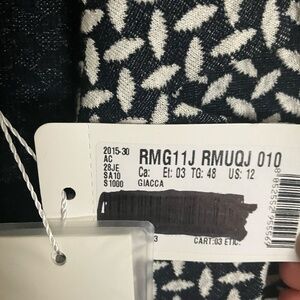 2015-30
AC
28JE
SA10
S1000
RMG11J RMUQJ 010
Ca: Et: 03 TG: 48 US: 12
GIACCA
3 CART:03 ETIC.